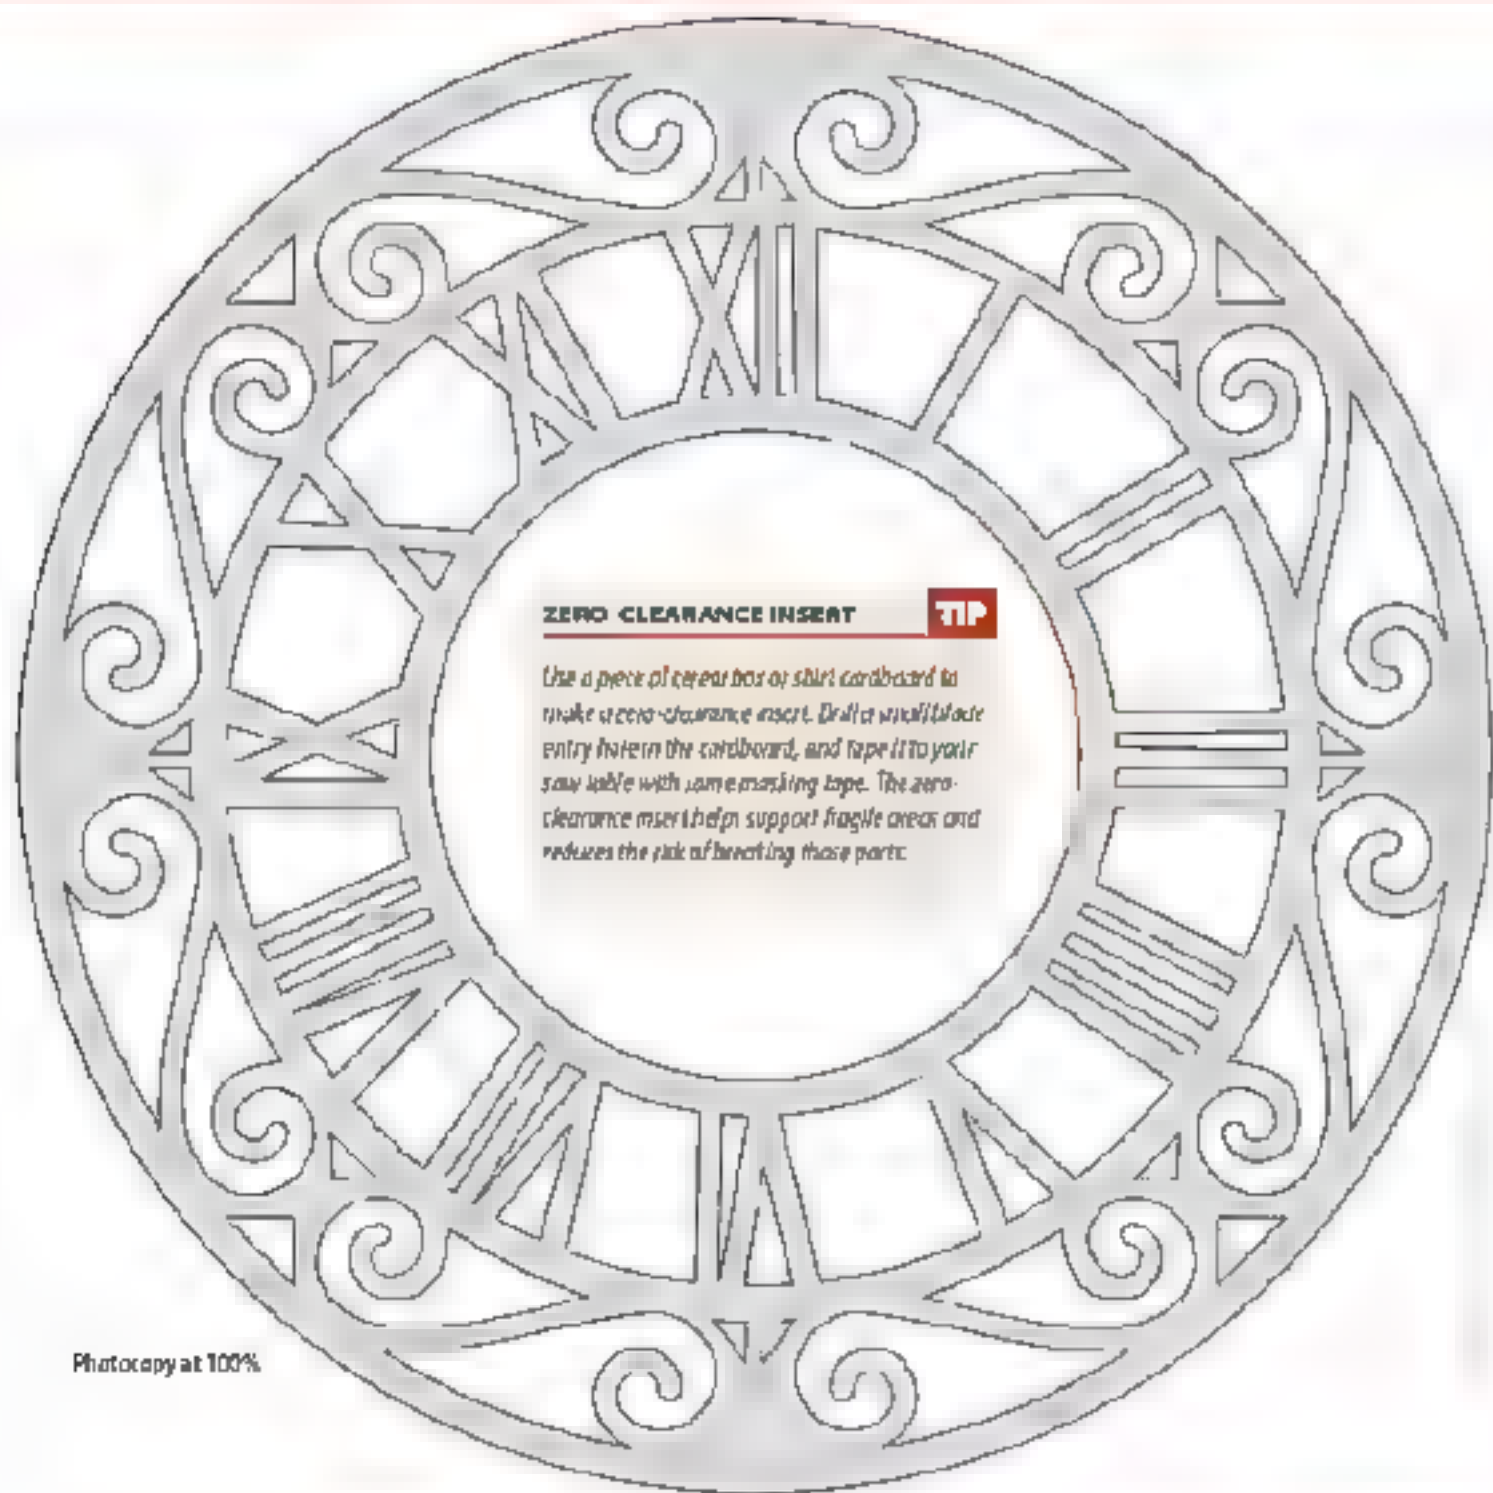 ZERO-CLEARANCE INSERT TIP
Use a piece of cereal box or shirt cardboard to
make a zero-clearance insert. Drill a small blade
entry hole in the cardboard, and tape it to your
saw table with some masking tape. The zero-
clearance insert helps support fragile areas and
reduces the risk of breaking those parts.
Photocopy at 100%